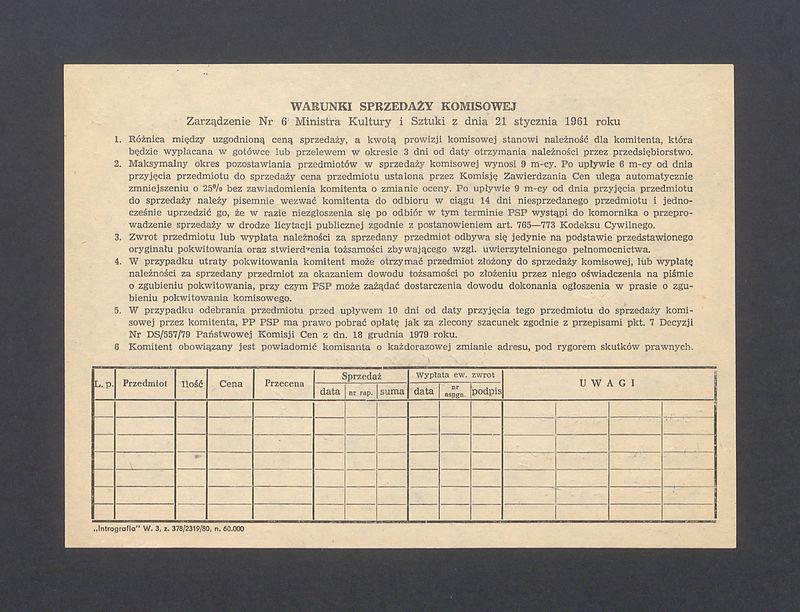 WARUNKI SPRZEDAŻY KOMISOWEJ
Zarządzenie Nr 6 Ministra Kultury i Sztuki z dnia 21 stycznia 1961 roku
1. Różnica między uzgodnioną ceną sprzedaży, a kwotą prowizji komisowej stanowi należność dla komitenta, która
będzie wypłacana w gotówce lub przelewem w okresie 3 dni od daty otrzymania należności przez przedsiębiorstwo.
2. Maksymalny okres pozostawiania przedmiotów w sprzedaży komisowej wynosi 9 m-cy. Po upływie 6 m-cy od dnia
przyjęcia przedmiotu do sprzedaży cena przedmiotu ustalona przez Komisję Zawierdzania Cen ulega automatycznie
zmniejszeniu o 25% bez zawiadomienia komitenta o zmianie oceny. Po upływie 9 m-cy od dnia przyjęcia przedmiotu
do sprzedaży należy pisemnie wezwać komitenta do odbioru w ciągu 14 dni niesprzedanego przedmiotu i jedno-
cześnie uprzedzić go, że w razie niezgłoszenia się po odbiór w tym terminie PSP wystąpi do komornika o przepro-
wadzenie sprzedaży w drodze licytacji publicznej zgodnie z postanowieniem art. 765—773 Kodeksu Cywilnego.
3. Zwrot przedmiotu lub wypłata należności za sprzedany przedmiot odbywa się jedynie na podstawie przedstawionego
oryginału pokwitowania oraz stwierdzenia tożsamości zbywającego wzgl. uwierzytelnionego pełnomocnictwa.
4. W przypadku utraty pokwitowania komitent może otrzymać przedmiot złożony do sprzedaży komisowej, lub wypłatę
należności za sprzedany przedmiot za okazaniem dowodu tożsamości po złożeniu przez niego oświadczenia na piśmie
o zgubieniu pokwitowania, przy czym PSP może zażądać dostarczenia dowodu dokonania ogłoszenia w prasie o zgu-
bieniu pokwitowania komisowego.
5. W przypadku odebrania przedmiotu przed upływem 10 dni od daty przyjęcia tego przedmiotu do sprzedaży komi-
sowej przez komitenta, PP PSP ma prawo pobrać opłatę jak za zlecony szacunek zgodnie z przepisami pkt. 7 Decyzji
Nr DS/557/79 Państwowej Komisji Cen z dn. 18 grudnia 1979 roku.
6 Komitent obowiązany jest powiadomić komisanta o każdorazowej zmianie adresu, pod rygorem skutków prawnych.
L. p. Przedmiot Ilość Cena Przecena Sprzedaż Wypłata ew. zwrot UWAGI
data nr rap. suma data nr asygn. podpis
„Intrografia" W. 3, z. 378/2319/80, n. 60.000